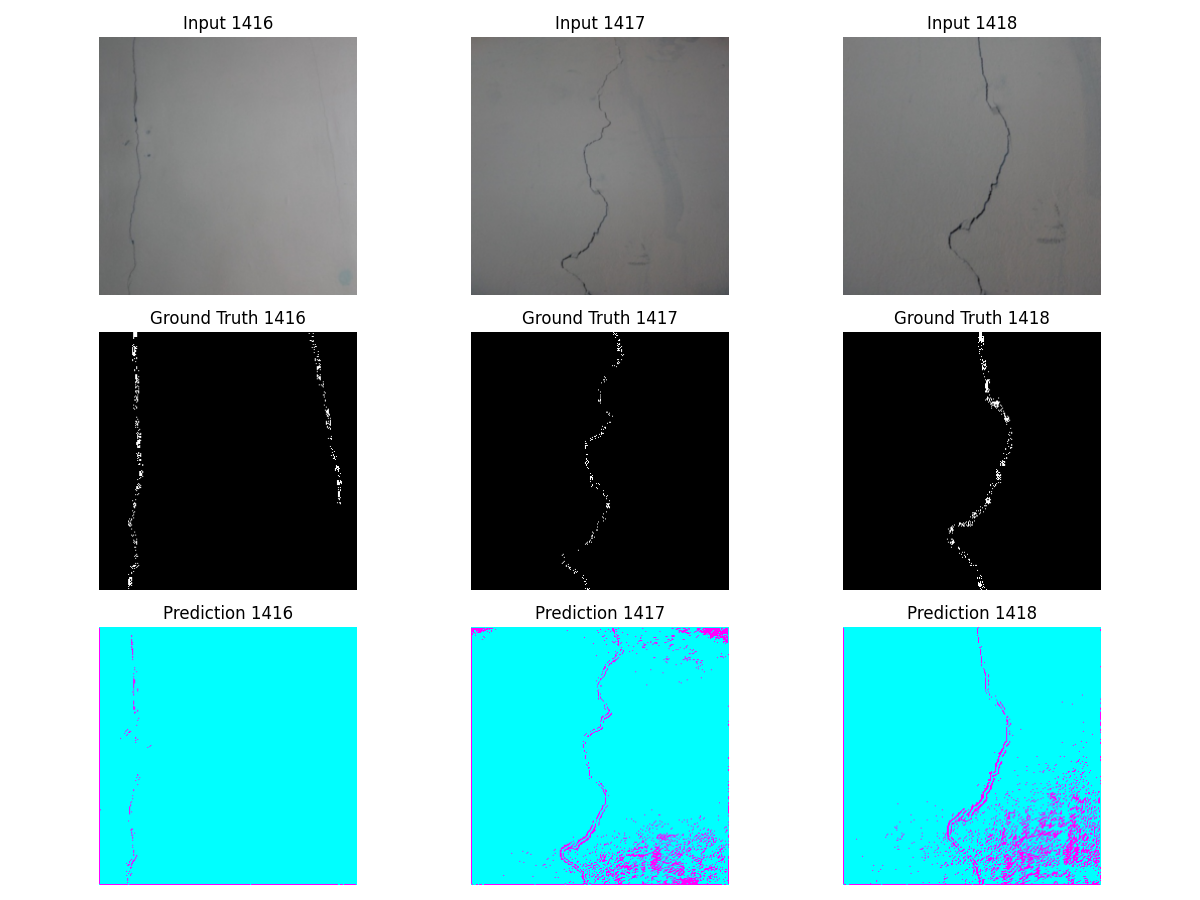 Input 1416
Input 1417
Input 1418
Ground Truth 1416
Ground Truth 1417
Ground Truth 1418
Prediction 1416
Prediction 1417
Prediction 1418